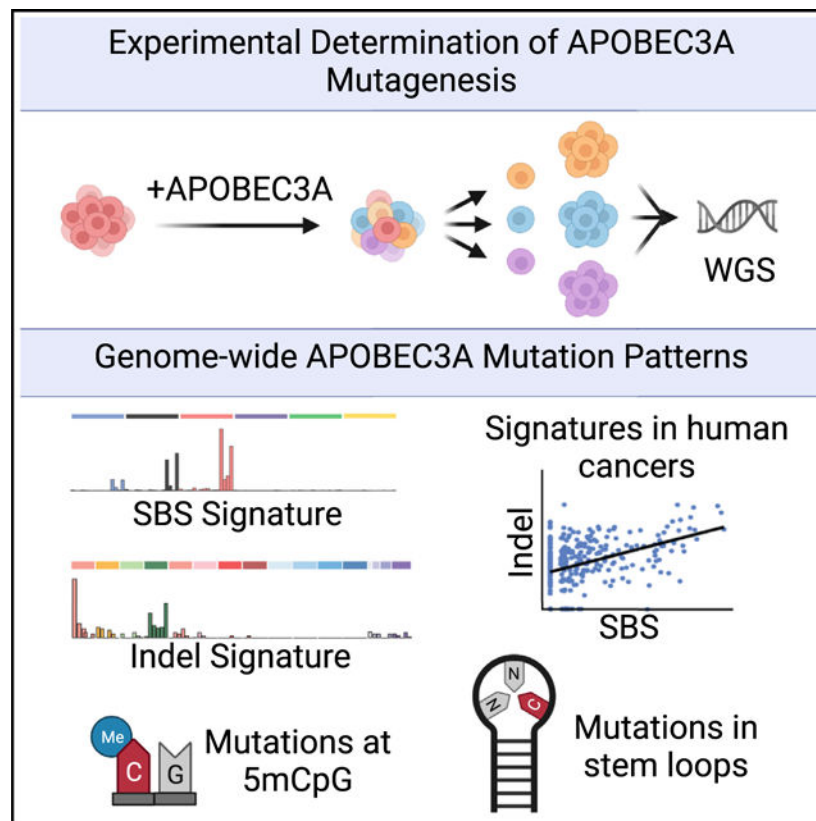 Experimental Determination of APOBEC3A
Mutagenesis
+APOBEC3A
WGS
Genome-wide APOBEC3A Mutation Patterns
SBS Signature
Indel Signature
Signatures in human
cancers
Indel
SBS
Me
C
G
Mutations at
5mCpG
N
N
C
Mutations in
stem loops